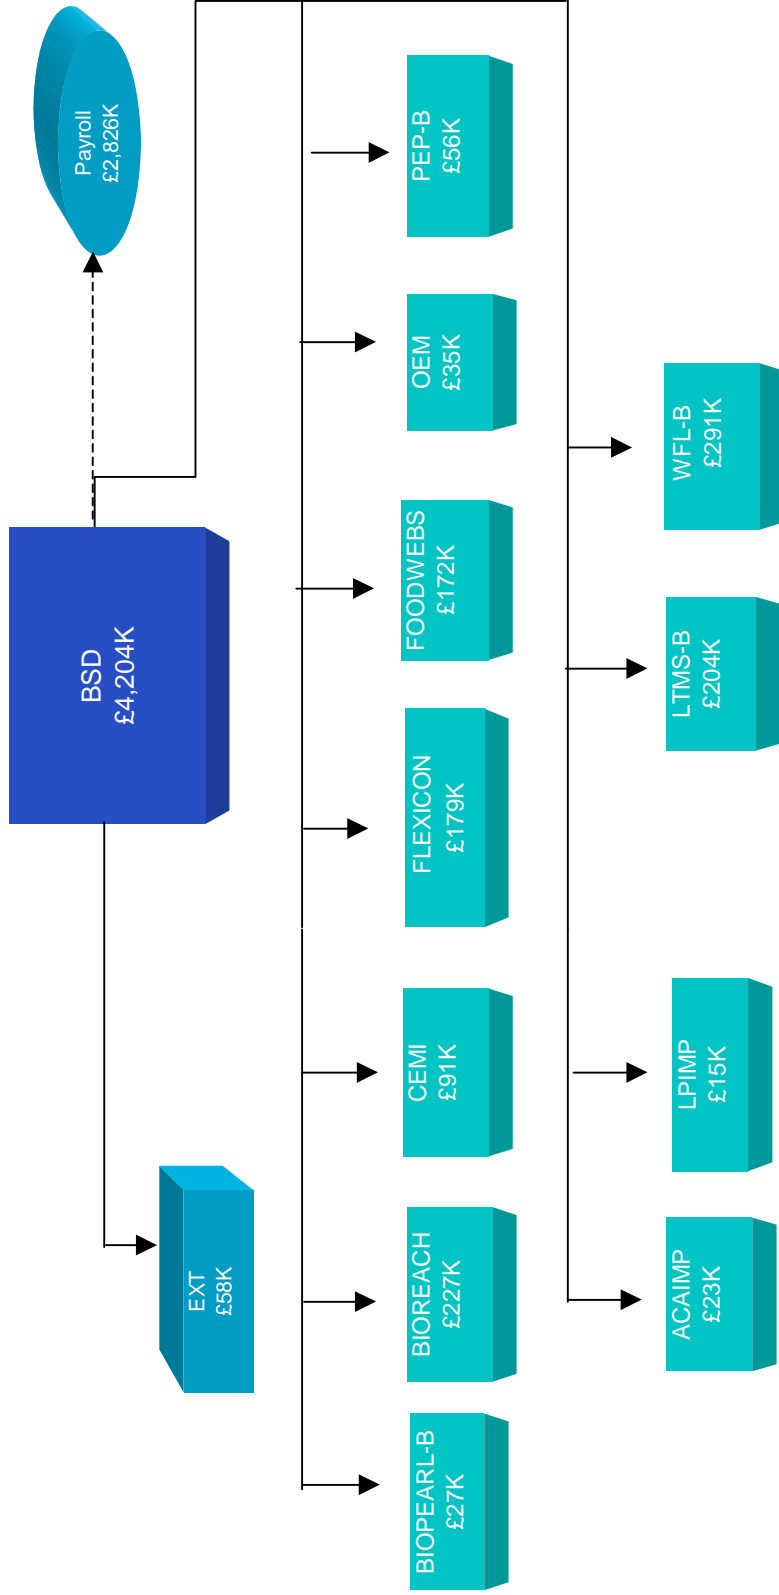 BSD
£4,204K
Payroll
£2,826K
EXT
£58K
BIOPEARL-B
£27K
BIOREACH
£227K
CEMI
£91K
FLEXICON
£179K
FOODWEBS
£172K
OEM
£35K
PEP-B
£56K
ACAIMP
£23K
LPIMP
£15K
LTMS-B
£204K
WFL-B
£291K